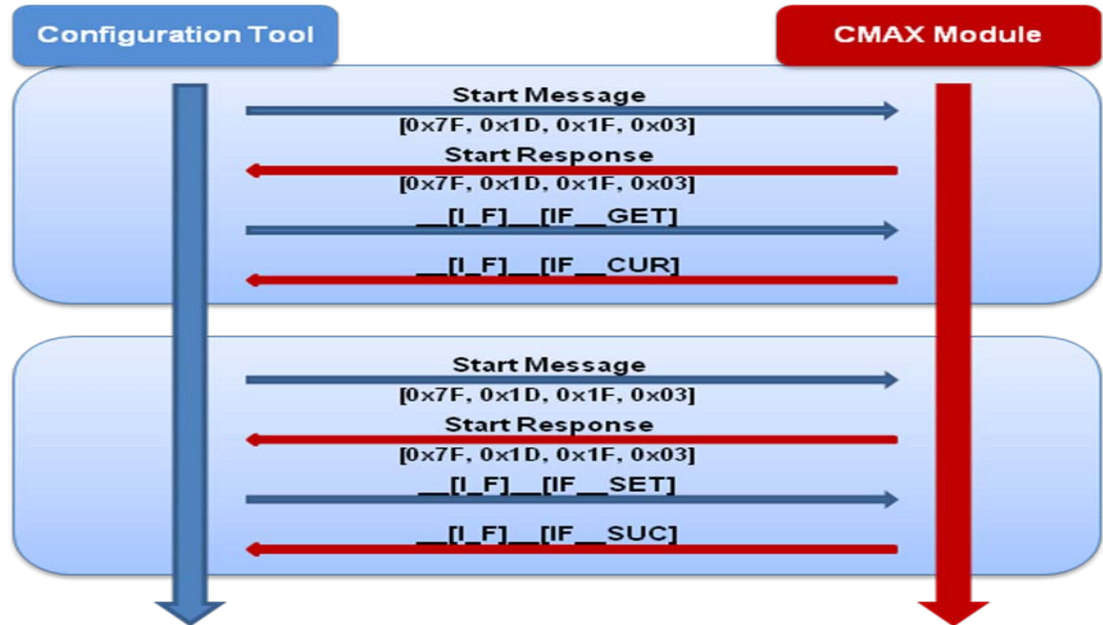 Configuration Tool
CMAX Module
Start Message
[0x7F, 0x1D, 0x1F, 0x03]
Start Response
[0x7F, 0x1D, 0x1F, 0x03]
__[I_F]__[IF__GET]
__[I_F]__[IF__CUR]
Start Message
[0x7F, 0x1D, 0x1F, 0x03]
Start Response
[0x7F, 0x1D, 0x1F, 0x03]
__[I_F]__[IF__SET]
__[I_F]__[IF__SUC]